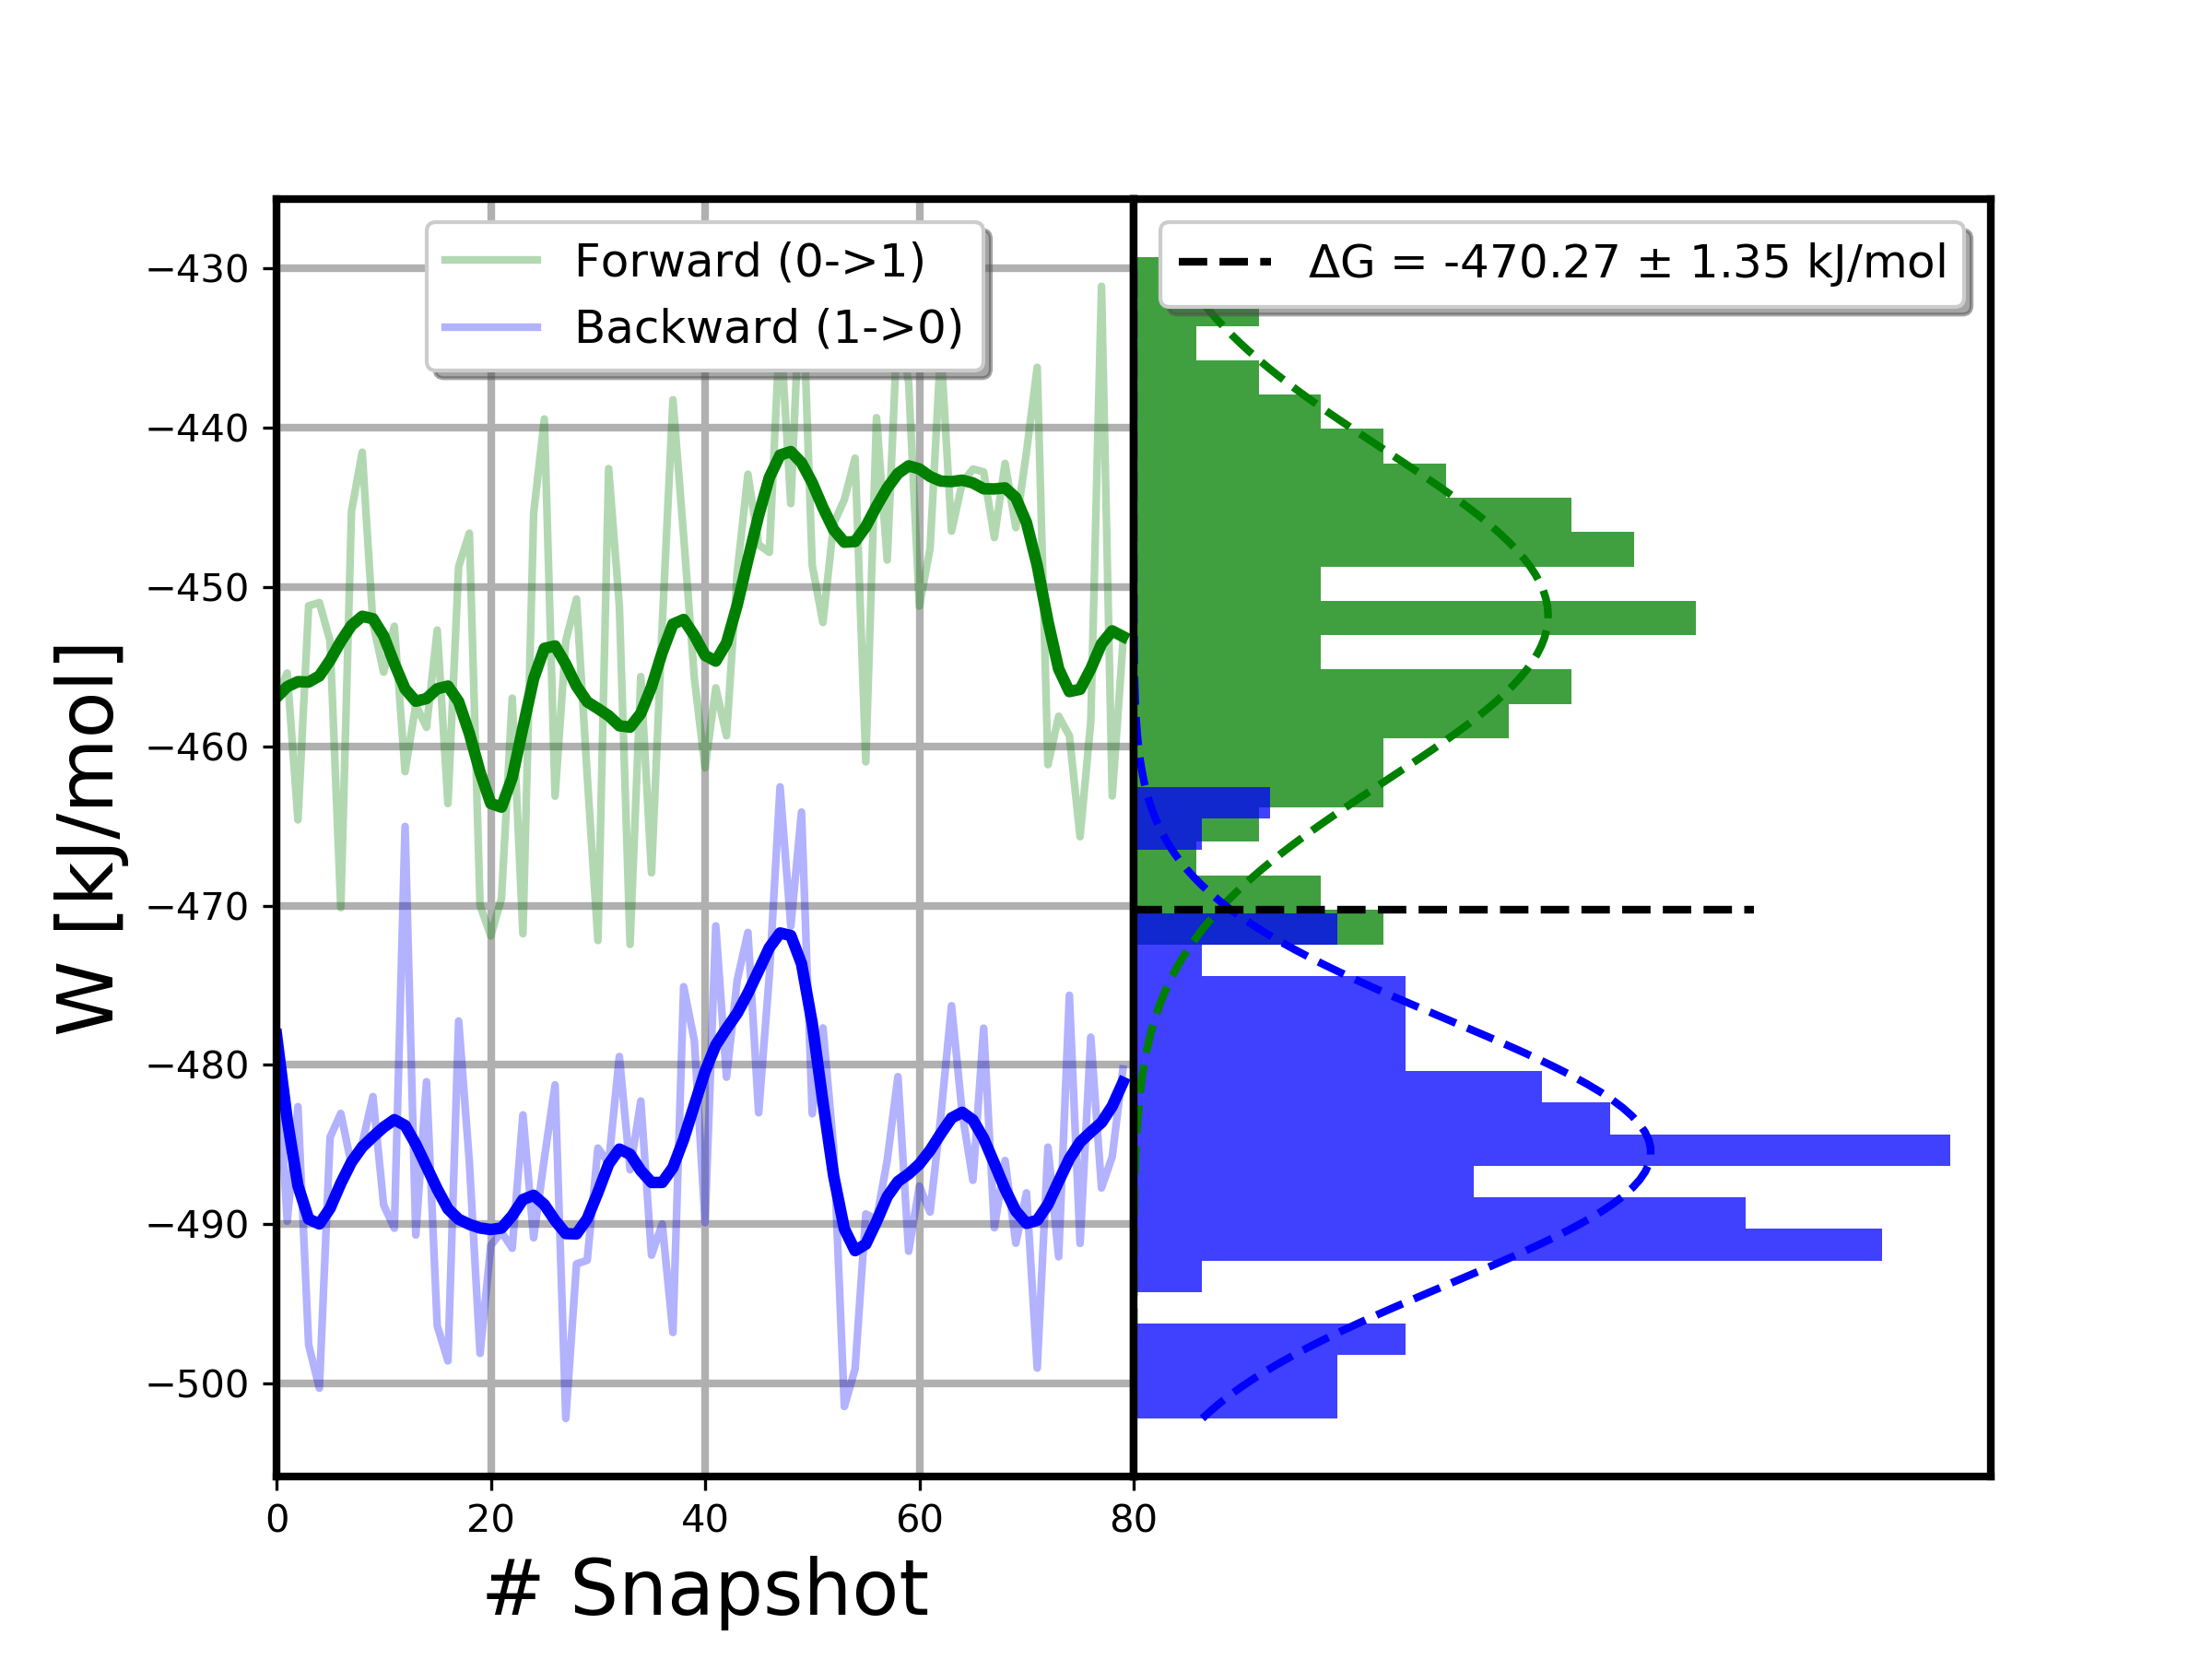 Forward (0->1)
Backward (1->0)
ΔG = -470.27 ± 1.35 kJ/mol
−430
−440
−450
−460
−470
−480
−490
−500
W [kJ/mol]
0 20 40 60 80
# Snapshot